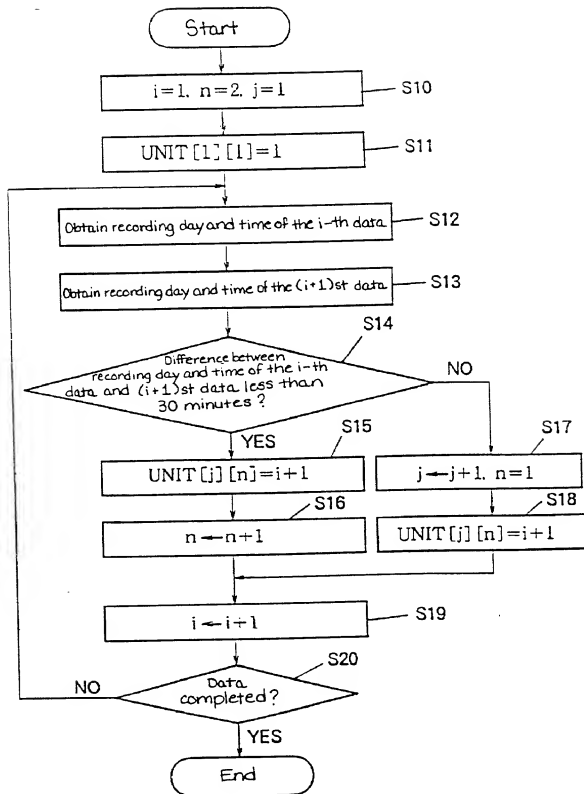 Start
i=1, n=2, j=1
S10
UNIT [1] [1]=1
S11
Obtain recording day and time of the i-th data
S12
Obtain recording day and time of the (i+1)st data
S13
S14
Difference between
recording day and time of the i-th
data and (i+1)st data less than
30 minutes?
NO
YES
S15
S17
UNIT [j] [n]=i+1
j←j+1, n=1
S16
S18
n←n+1
UNIT [j] [n]=i+1
i←i+1
S19
S20
NO
Data
completed?
YES
End